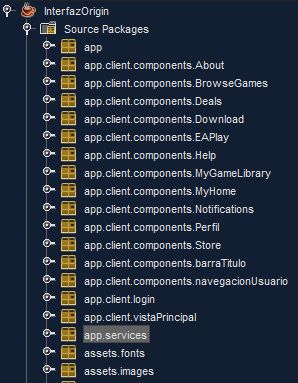 InterfazOrigin
Source Packages
app
app.client.components.About
app.client.components.BrowseGames
app.client.components.Deals
app.client.components.Download
app.client.components.EAPlay
app.client.components.Help
app.client.components.MyGameLibrary
app.client.components.MyHome
app.client.components.Notifications
app.client.components.Perfil
app.client.components.Store
app.client.components.barraTitulo
app.client.components.navegacionUsuario
app.client.login
app.client.vistaPrincipal
app.services
assets.fonts
assets.images